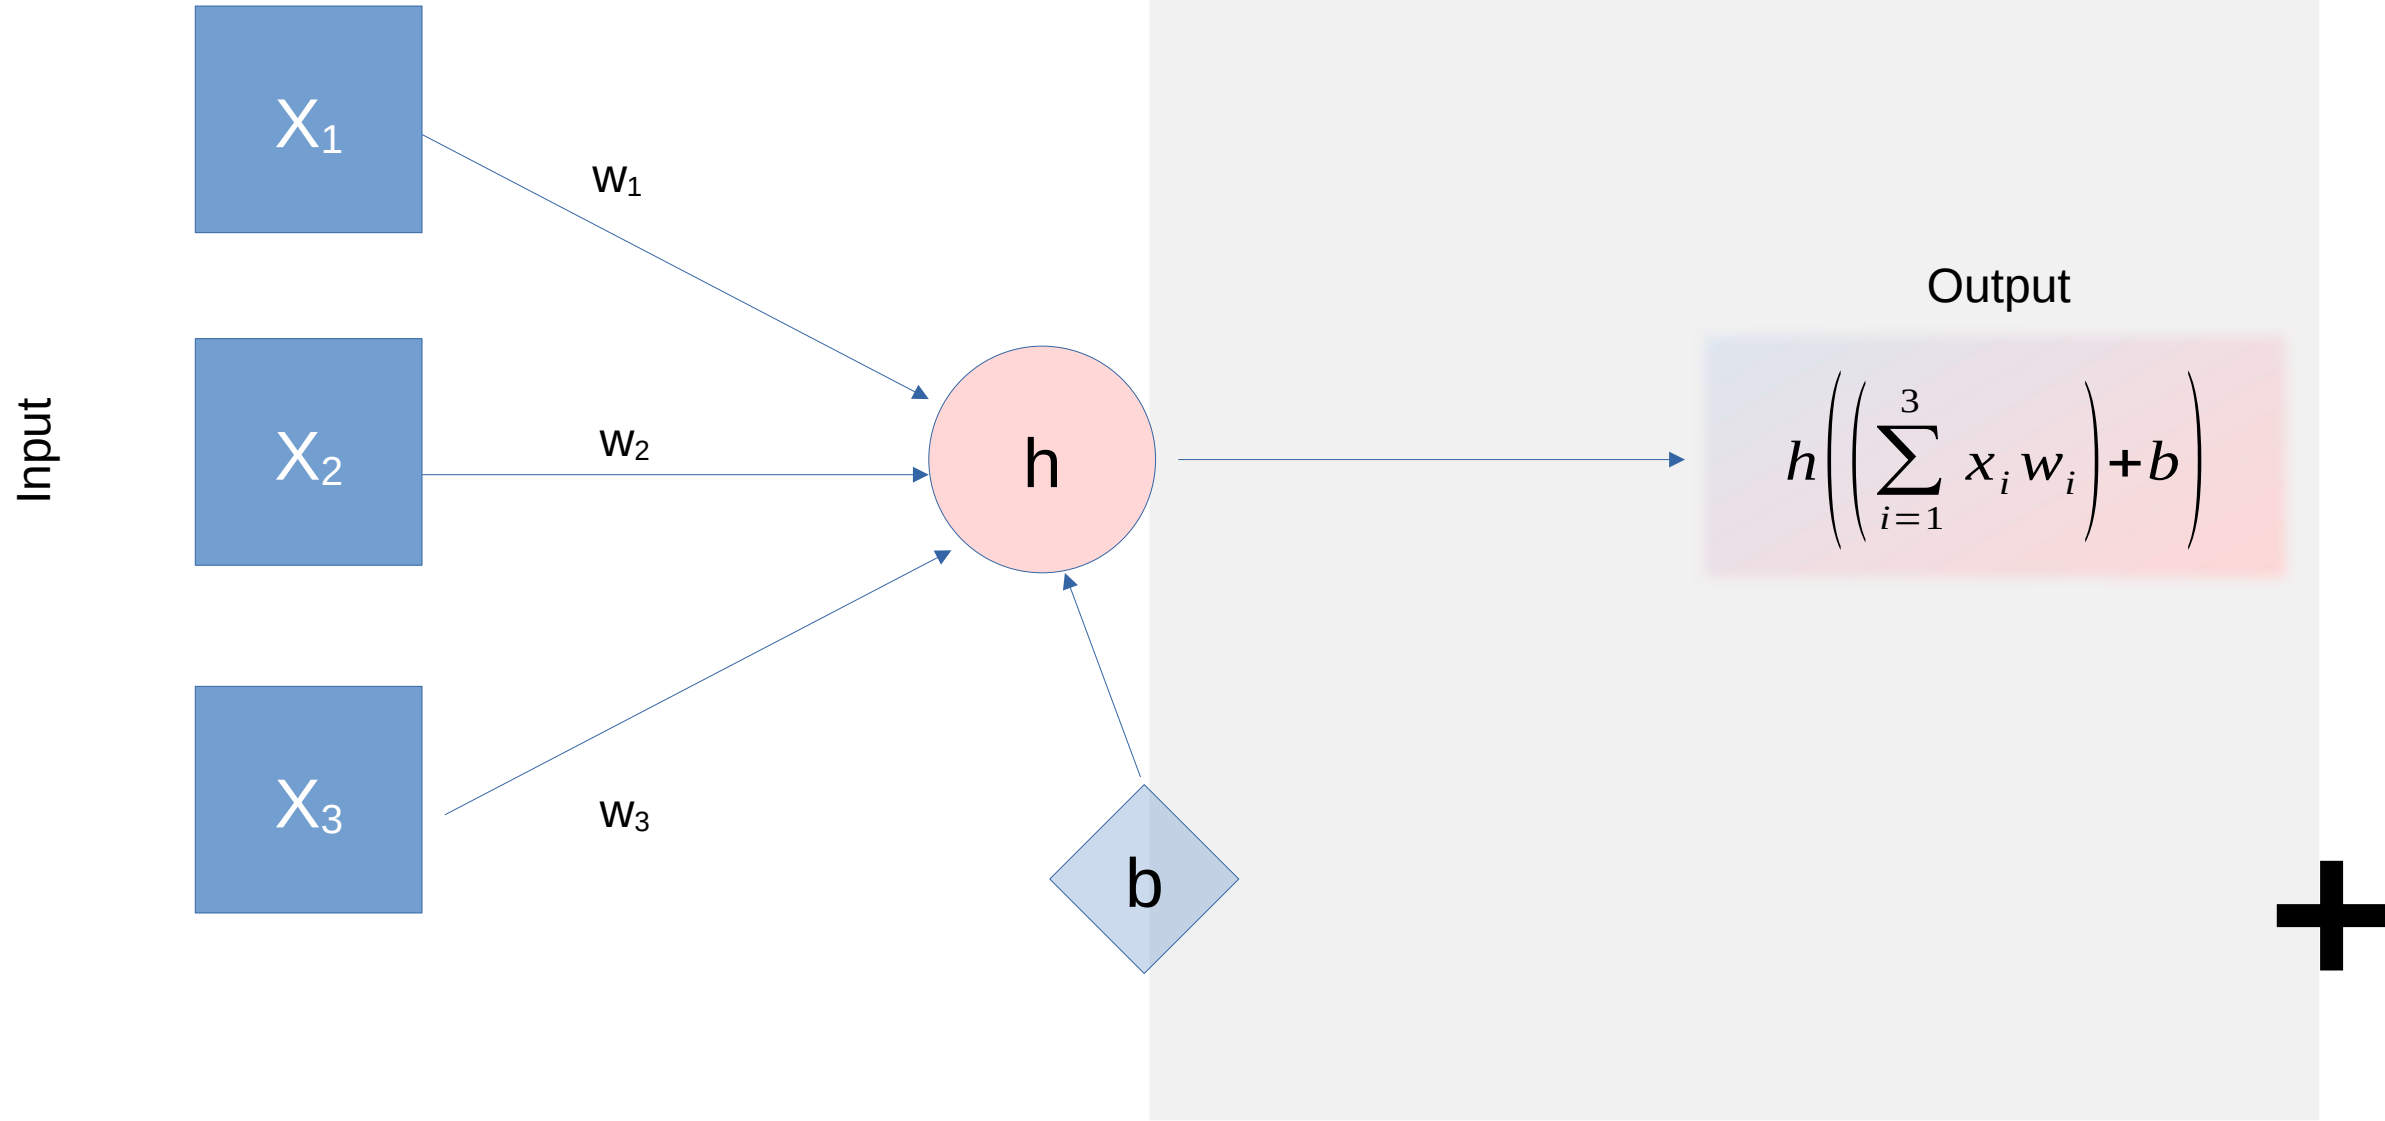 Input
X₁
w₁
X₂
w₂
X₃
w₃
h
b
Output
h((∑_{i=1}^{3} x_i w_i)+b)
+